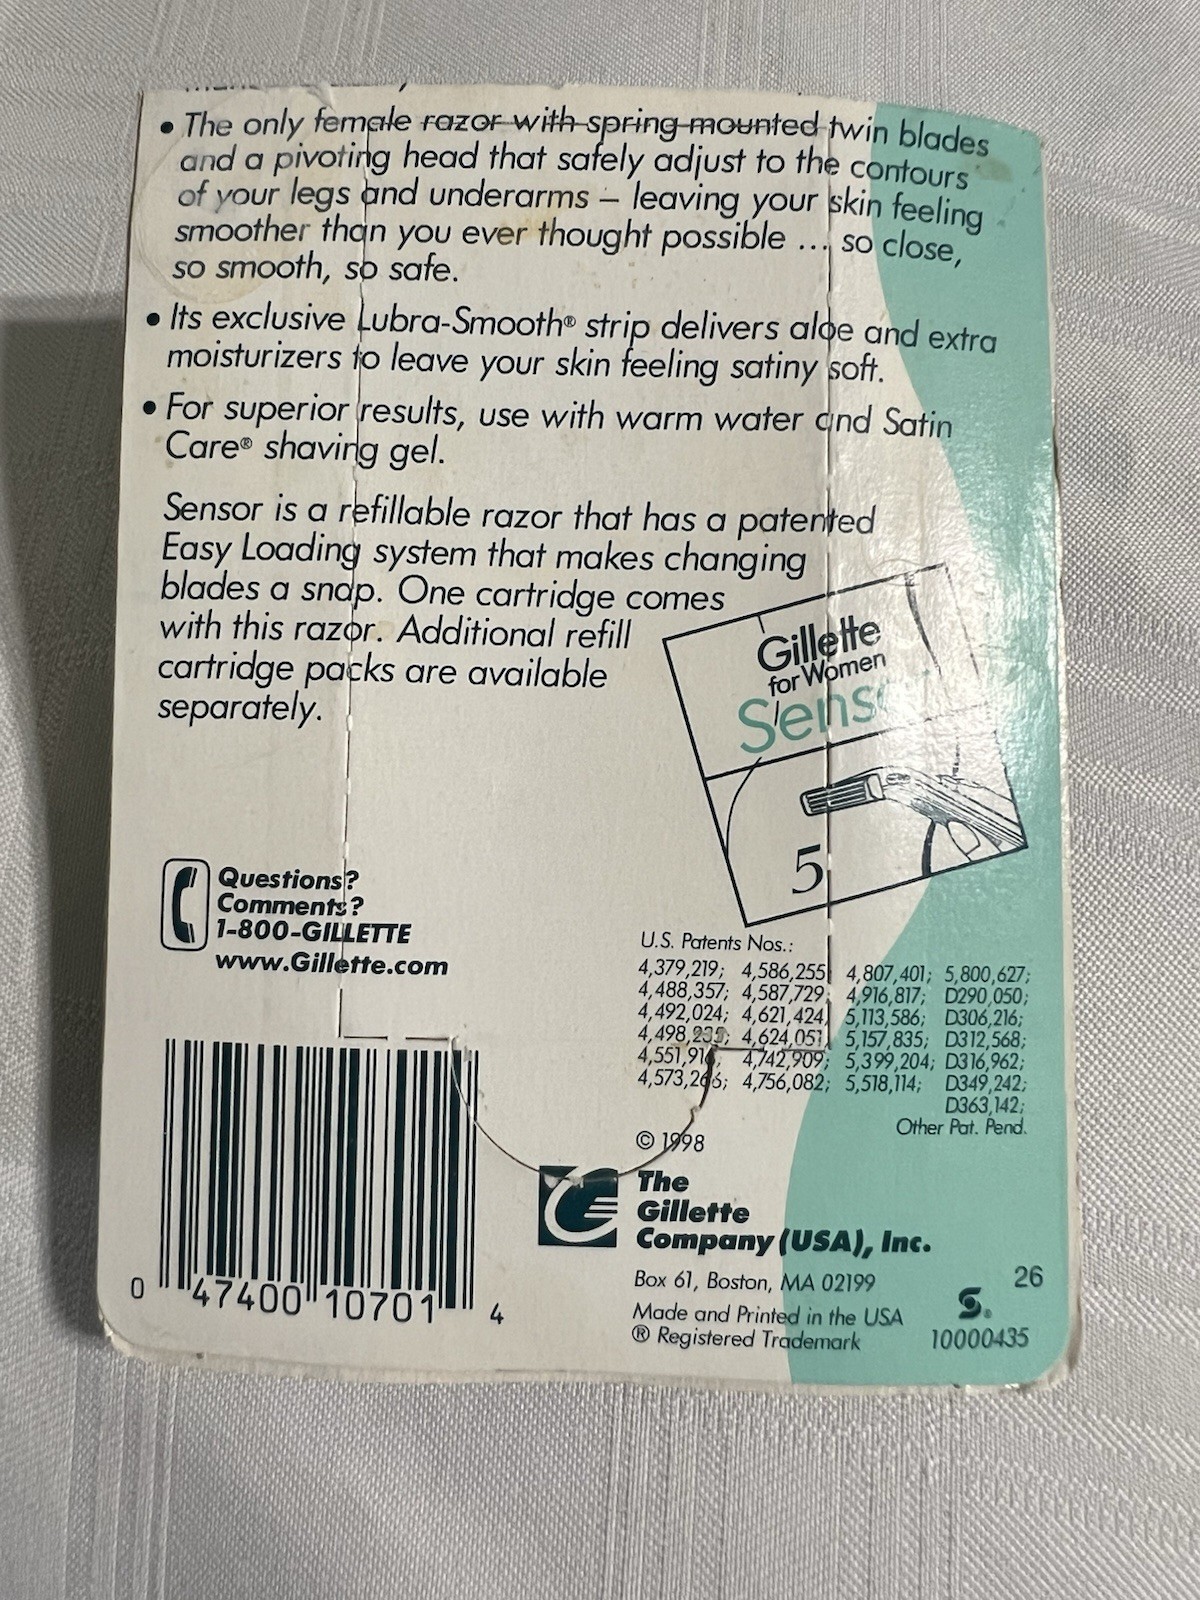 • The only female razor with spring-mounted twin blades
and a pivoting head that safely adjust to the contours
of your legs and underarms – leaving your skin feeling
smoother than you ever thought possible ... so close,
so smooth, so safe.
• Its exclusive Lubra-Smooth® strip delivers aloe and extra
moisturizers to leave your skin feeling satiny soft.
• For superior results, use with warm water and Satin
Care® shaving gel.
Sensor is a refillable razor that has a patented
Easy Loading system that makes changing
blades a snap. One cartridge comes
with this razor. Additional refill
cartridge packs are available
separately.
Gillette
for Women
5
Questions?
Comments?
1-800-GILLETTE
www.Gillette.com
U.S. Patents Nos.:
4,379,219; 4,586,255; 4,807,401; 5,800,627;
4,488,357; 4,587,729; 4,916,817; D290,050;
4,492,024; 4,621,424; 5,113,586; D306,216;
4,624,051; 5,157,835; D312,568;
4,742,909; 5,399,204; D316,962;
4,573,266; 4,756,082; 5,518,114; D349,242;
D363,142;
Other Pat. Pend.
© 1998
The
Gillette
Company (USA), Inc.
Box 61, Boston, MA 02199
Made and Printed in the USA
® Registered Trademark
26
S.
10000435
0 47400 10701 4